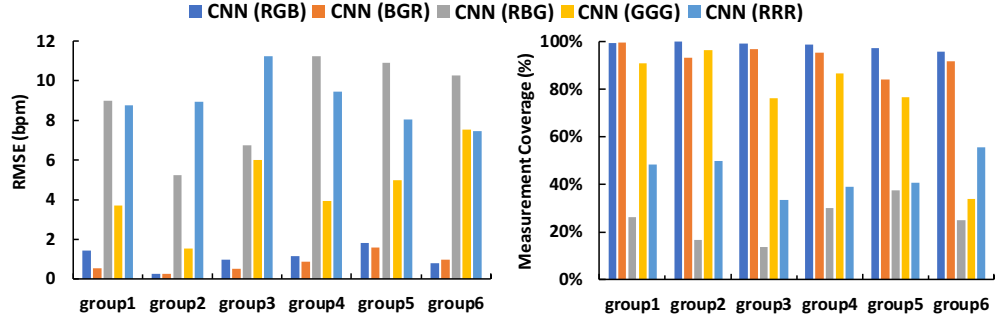 CNN (RGB) CNN (BGR) CNN (RBG) CNN (GGG) CNN (RRR)
RMSE (bpm)
12
10
8
6
4
2
0
group1 group2 group3 group4 group5 group6
Measurement Coverage (%)
100%
80%
60%
40%
20%
0%
group1 group2 group3 group4 group5 group6